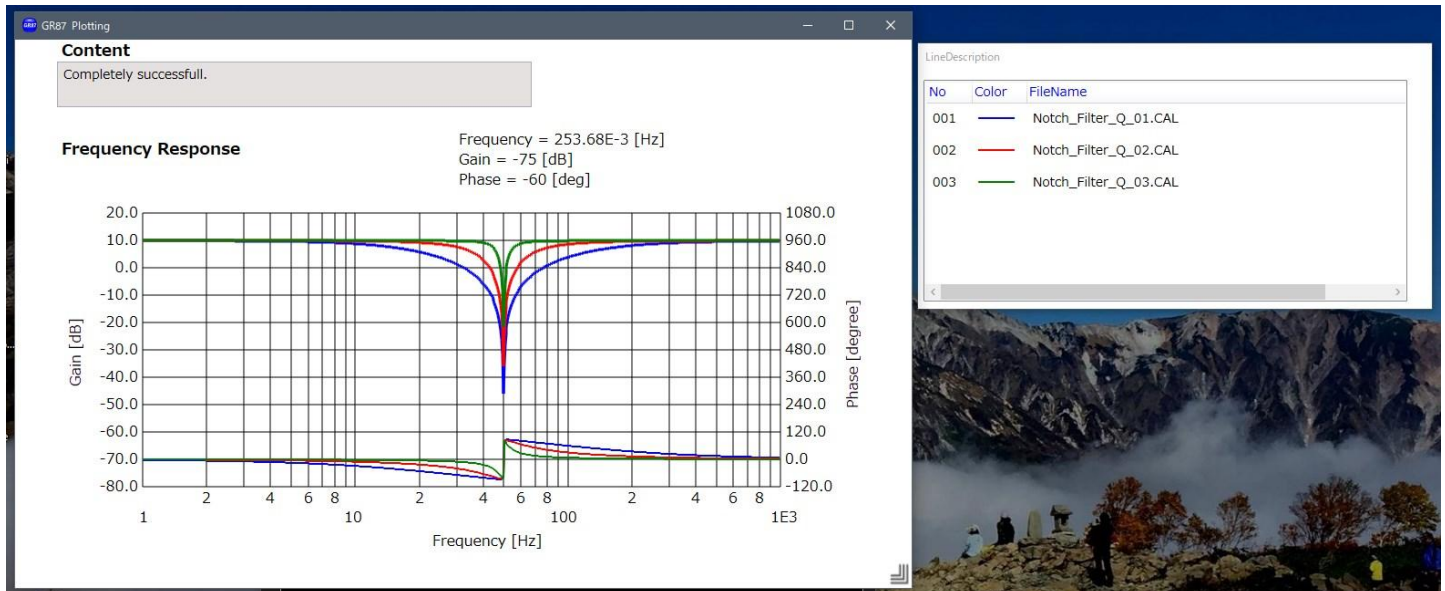 GR87 Plotting
Content
Completely successfull.
Frequency Response
Frequency = 253.68E-3 [Hz]
Gain = -75 [dB]
Phase = -60 [deg]
20.0
10.0
0.0
-10.0
-20.0
-30.0
-40.0
-50.0
-60.0
-70.0
-80.0
Gain [dB]
1080.0
960.0
840.0
720.0
600.0
480.0
360.0
240.0
120.0
0.0
-120.0
Phase [degree]
2 4 6 8 2 4 6 8 2 4 6 8
1 10 100 1E3
Frequency [Hz]
LineDescription
No Color FileName
001 Notch_Filter_Q_01.CAL
002 Notch_Filter_Q_02.CAL
003 Notch_Filter_Q_03.CAL